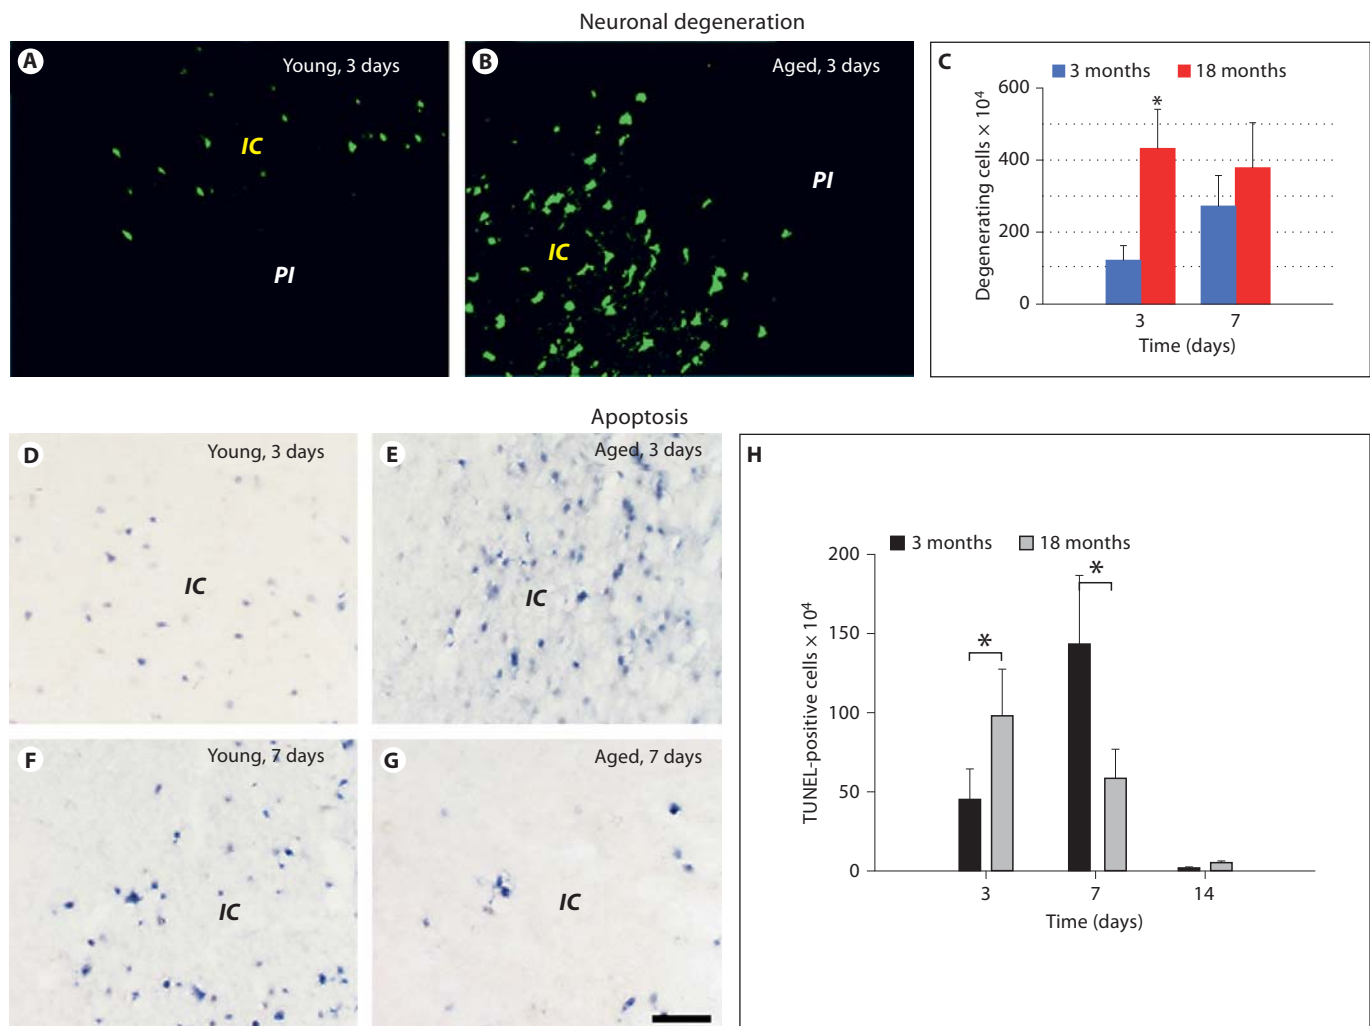 Neuronal degeneration
A
Young, 3 days
IC
PI
B
Aged, 3 days
IC
PI
C
3 months
18 months
Degenerating cells × 10⁴
600
400
200
0
*
3
7
Time (days)
Apoptosis
D
Young, 3 days
IC
E
Aged, 3 days
IC
F
Young, 7 days
IC
G
Aged, 7 days
IC
H
3 months
18 months
TUNEL-positive cells × 10⁴
200
150
100
50
0
*
*
3
7
14
Time (days)